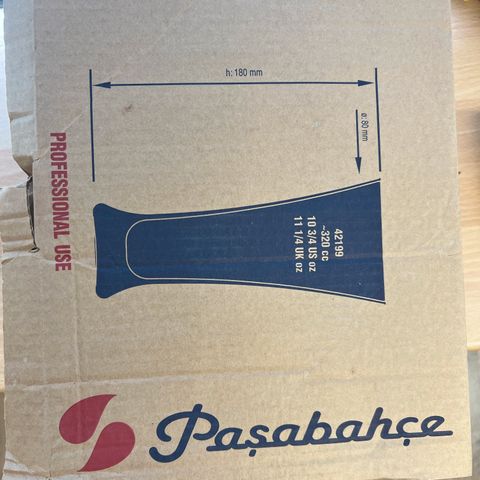 h: 180 mm
ø: 80 mm
42199
~320 cc
10 3/4 US oz
11 1/4 UK oz
PROFESSIONAL USE
Paşabahçe